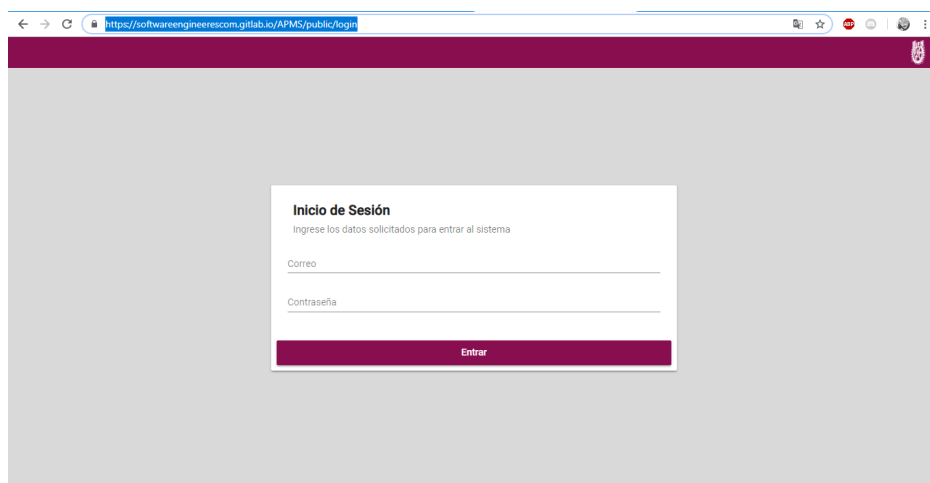 https://softwareengineerescom.gitlab.io/APMS/public/login
ABP
Inicio de Sesión
Ingrese los datos solicitados para entrar al sistema
Correo
Contraseña
Entrar